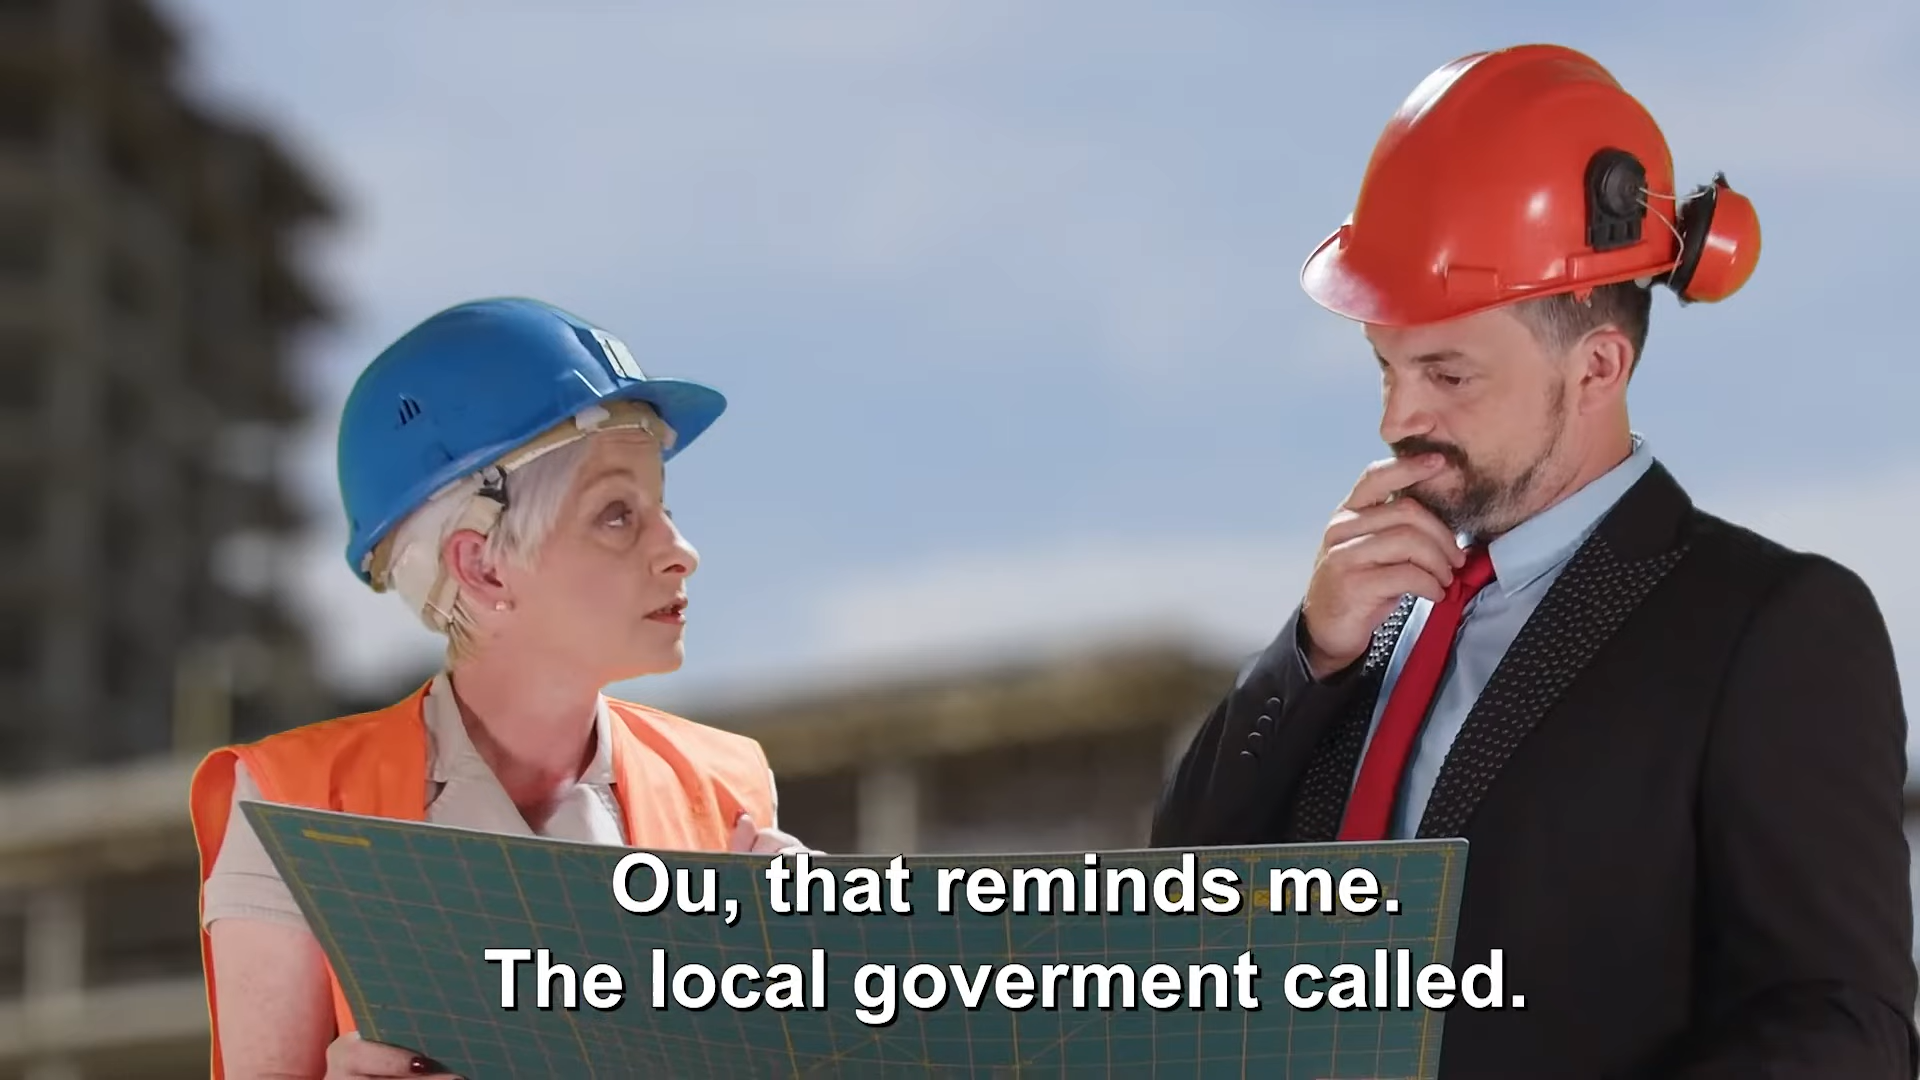 Ou, that reminds me.
The local goverment called.